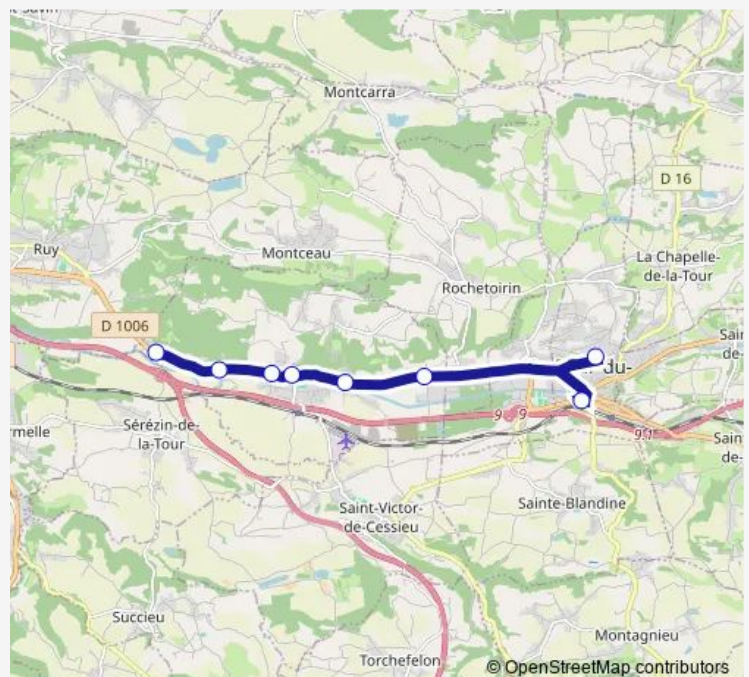 Montcarra
D 16
Ruy
Montceau
La Chapelle-
de-la-Tour
Rochetoirin
D 1006
Sérézin-de-
la-Tour
Saint-Victor-
de-Cessieu
Sainte-Blandine
Succieu
Montagnieu
Torchefelon
© OpenStreetMap contributors